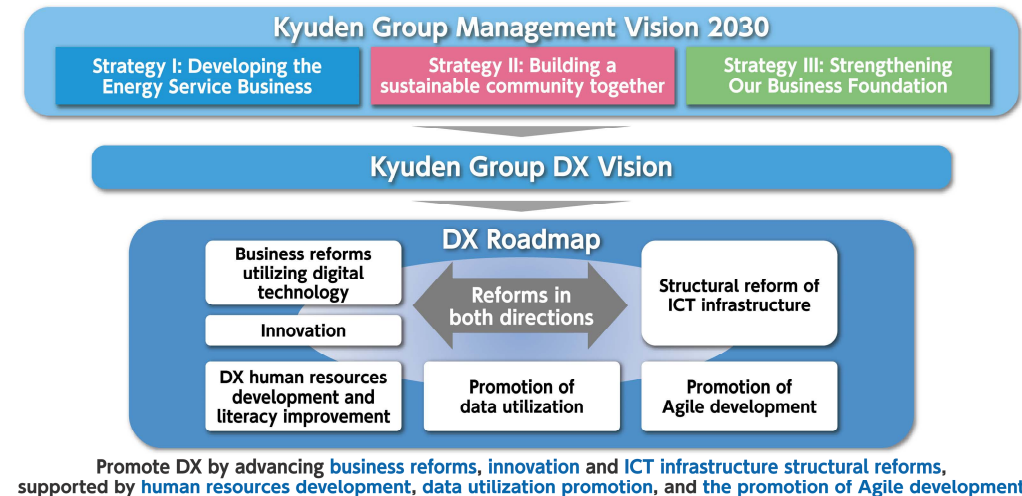 Kyuden Group Management Vision 2030
Strategy I: Developing the
Energy Service Business
Strategy II: Building a
sustainable community together
Strategy III: Strengthening
Our Business Foundation
Kyuden Group DX Vision
DX Roadmap
Business reforms
utilizing digital
technology
Innovation
Reforms in
both directions
Structural reform of
ICT infrastructure
DX human resources
development and
literacy improvement
Promotion of
data utilization
Promotion of
Agile development
Promote DX by advancing business reforms, innovation and ICT infrastructure structural reforms,
supported by human resources development, data utilization promotion, and the promotion of Agile development